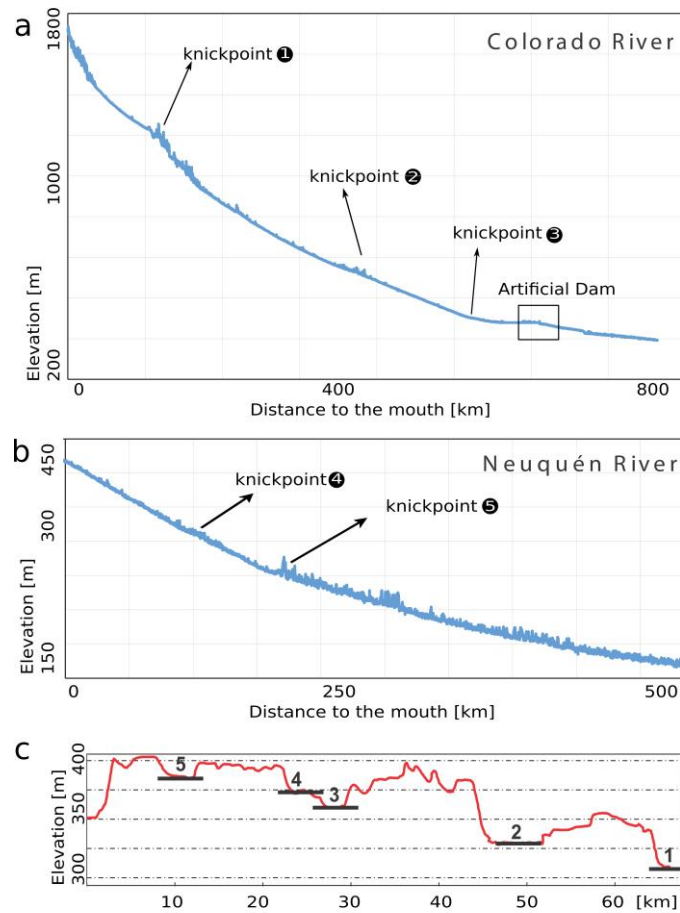 a
Colorado River
1800
1000
200
Elevation [m]
knickpoint ❶
knickpoint ❷
knickpoint ❸
Artificial Dam
0
400
800
Distance to the mouth [km]
b
Neuquén River
450
300
150
Elevation [m]
knickpoint ❹
knickpoint ❺
0
250
500
Distance to the mouth [km]
c
400
350
300
Elevation [m]
5
4
3
2
1
10 20 30 40 50 60 [km]